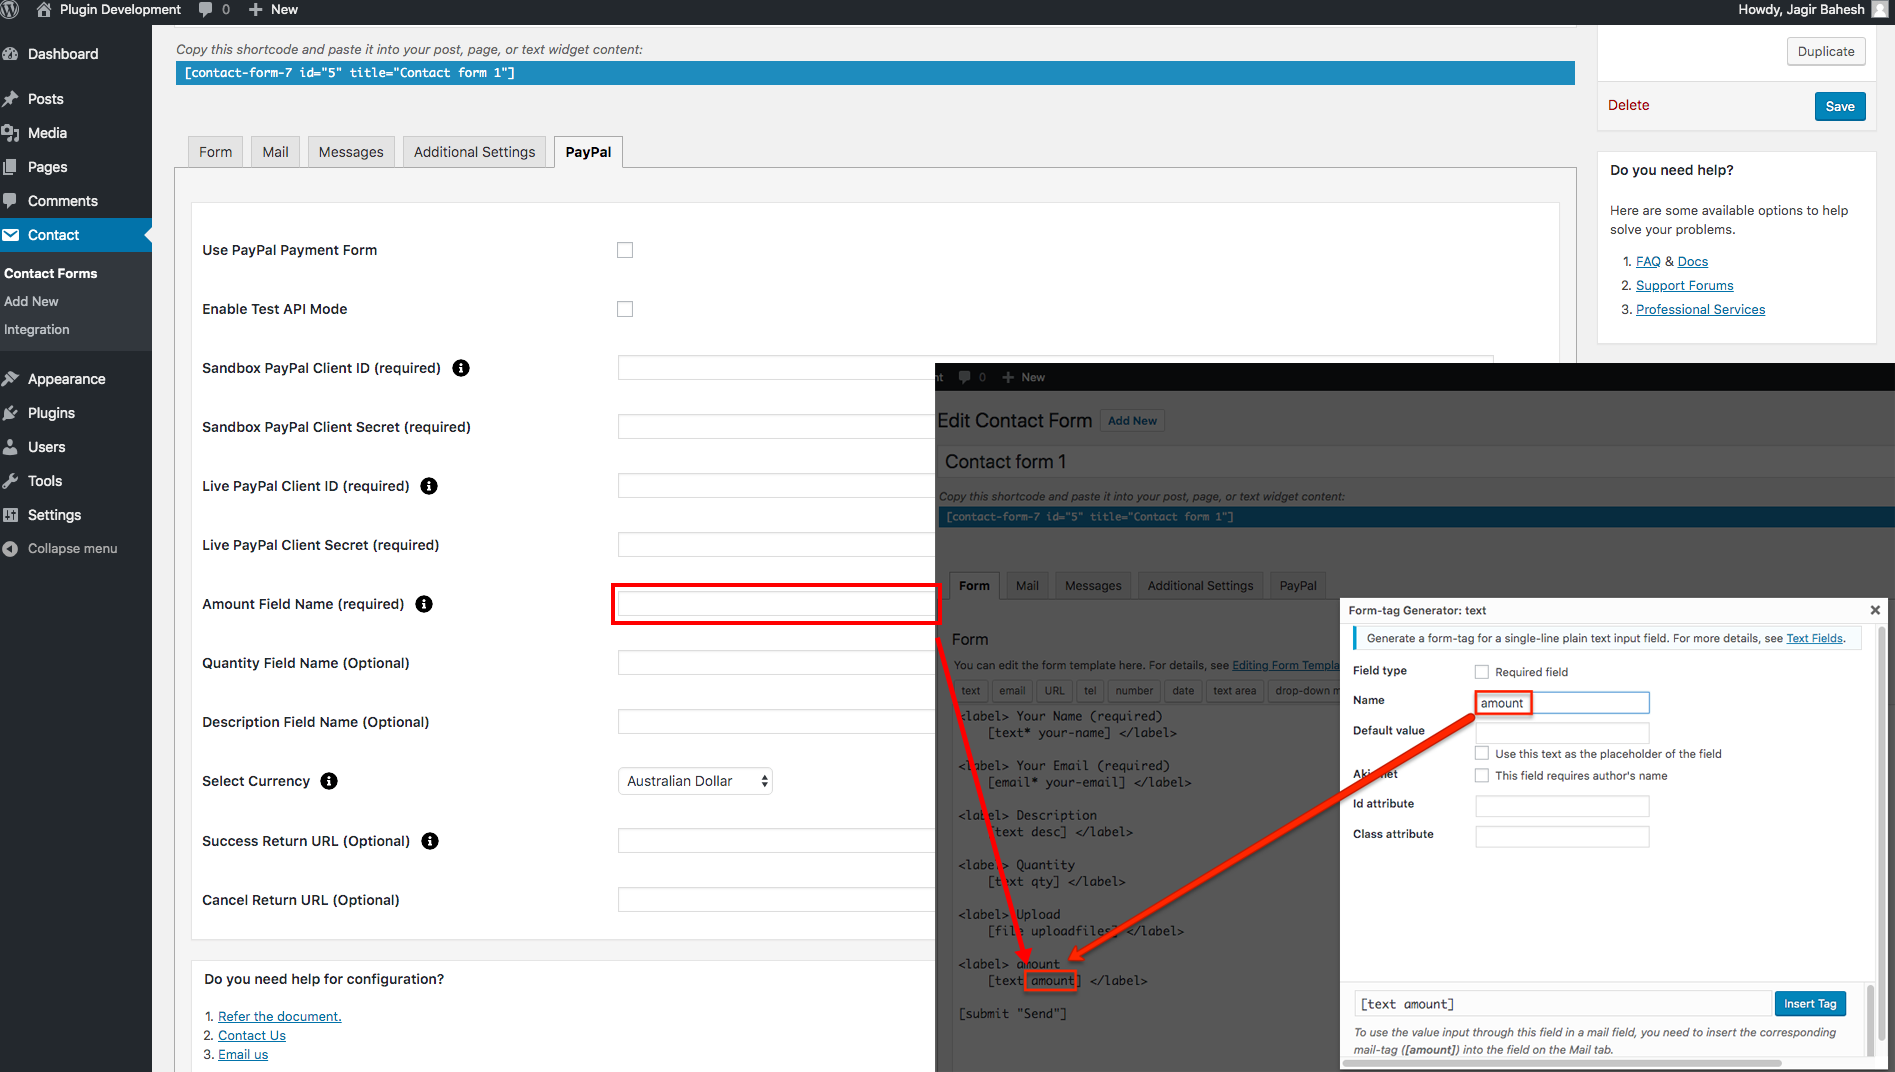 Plugin Development
0
New
Howdy, Jagir Bahesh
Dashboard
Posts
Media
Pages
Comments
Contact
Contact Forms
Add New
Integration
Appearance
Plugins
Users
Tools
Settings
Collapse menu
Copy this shortcode and paste it into your post, page, or text widget content:
[contact-form-7 id="5" title="Contact form 1"]
Form
Mail
Messages
Additional Settings
PayPal
Use PayPal Payment Form
Enable Test API Mode
Sandbox PayPal Client ID (required)
Sandbox PayPal Client Secret (required)
Live PayPal Client ID (required)
Live PayPal Client Secret (required)
Amount Field Name (required)
Quantity Field Name (Optional)
Description Field Name (Optional)
Select Currency
Australian Dollar
Success Return URL (Optional)
Cancel Return URL (Optional)
Do you need help for configuration?
1. Refer the document.
2. Contact Us
3. Email us
Duplicate
Delete
Save
Do you need help?
Here are some available options to help
solve your problems.
1. FAQ & Docs
2. Support Forums
3. Professional Services
nt
0
New
Edit Contact Form
Add New
Contact form 1
Copy this shortcode and paste it into your post, page, or text widget content:
[contact-form-7 id="5" title="Contact form 1"]
Form
Mail
Messages
Additional Settings
PayPal
Form
You can edit the form template here. For details, see Editing Form Templa
text
email
URL
tel
number
date
text area
drop-down m
<label> Your Name (required)
[text* your-name] </label>
<label> Your Email (required)
[email* your-email] </label>
<label> Description
[text desc] </label>
<label> Quantity
[text qty] </label>
<label> Upload
[file uploadfiles] </label>
<label> amount
[text amount] </label>
[submit "Send"]
Form-tag Generator: text
Generate a form-tag for a single-line plain text input field. For more details, see Text Fields.
Field type
Required field
Name
amount
Default value
Use this text as the placeholder of the field
This field requires author's name
Id attribute
Class attribute
[text amount]
Insert Tag
To use the value input through this field in a mail field, you need to insert the corresponding
mail-tag ([amount]) into the field on the Mail tab.